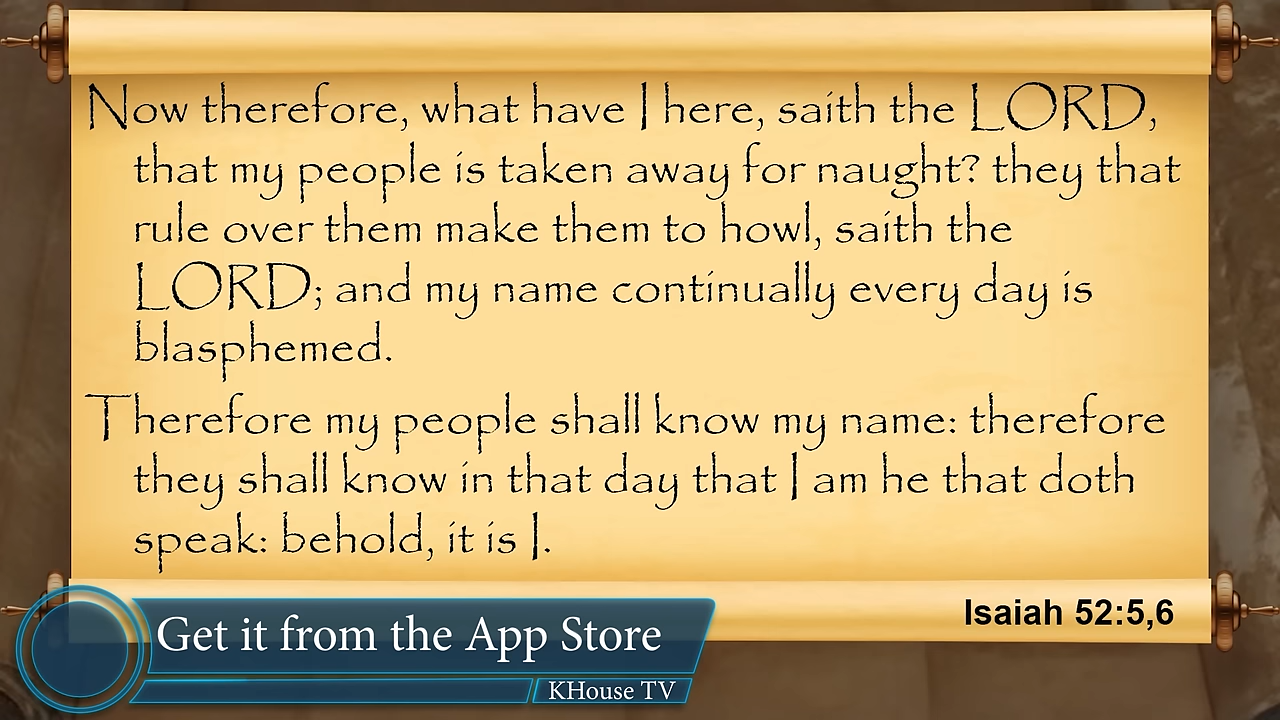 Now therefore, what have I here, saith the LORD,
that my people is taken away for naught? they that
rule over them make them to howl, saith the
LORD; and my name continually every day is
blasphemed.
Therefore my people shall know my name: therefore
they shall know in that day that I am he that doth
speak: behold, it is I.
Isaiah 52:5,6
Get it from the App Store
KHouse TV